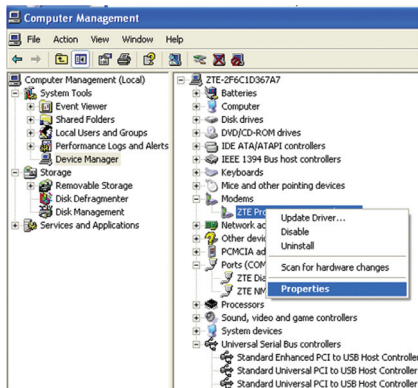 Computer Management
File Action View Window Help
Computer Management (Local)
System Tools
Event Viewer
Shared Folders
Local Users and Groups
Performance Logs and Alerts
Device Manager
Storage
Removable Storage
Disk Defragmenter
Disk Management
Services and Applications
ZTE-2F6C1D367A7
Batteries
Computer
Disk drives
DVD/CD-ROM drives
IDE ATA/ATAPI controllers
IEEE 1394 Bus host controllers
Keyboards
Mice and other pointing devices
Modems
ZTE Pro
Network ad
Other devic
PCMCIA ad
Ports (COM
ZTE Dia
ZTE NM
Processors
Sound, video and game controllers
System devices
Universal Serial Bus controllers
Standard Enhanced PCI to USB Host Controller
Standard Universal PCI to USB Host Controller
Standard Universal PCI to USB Host Controller
Update Driver...
Disable
Uninstall
Scan for hardware changes
Properties